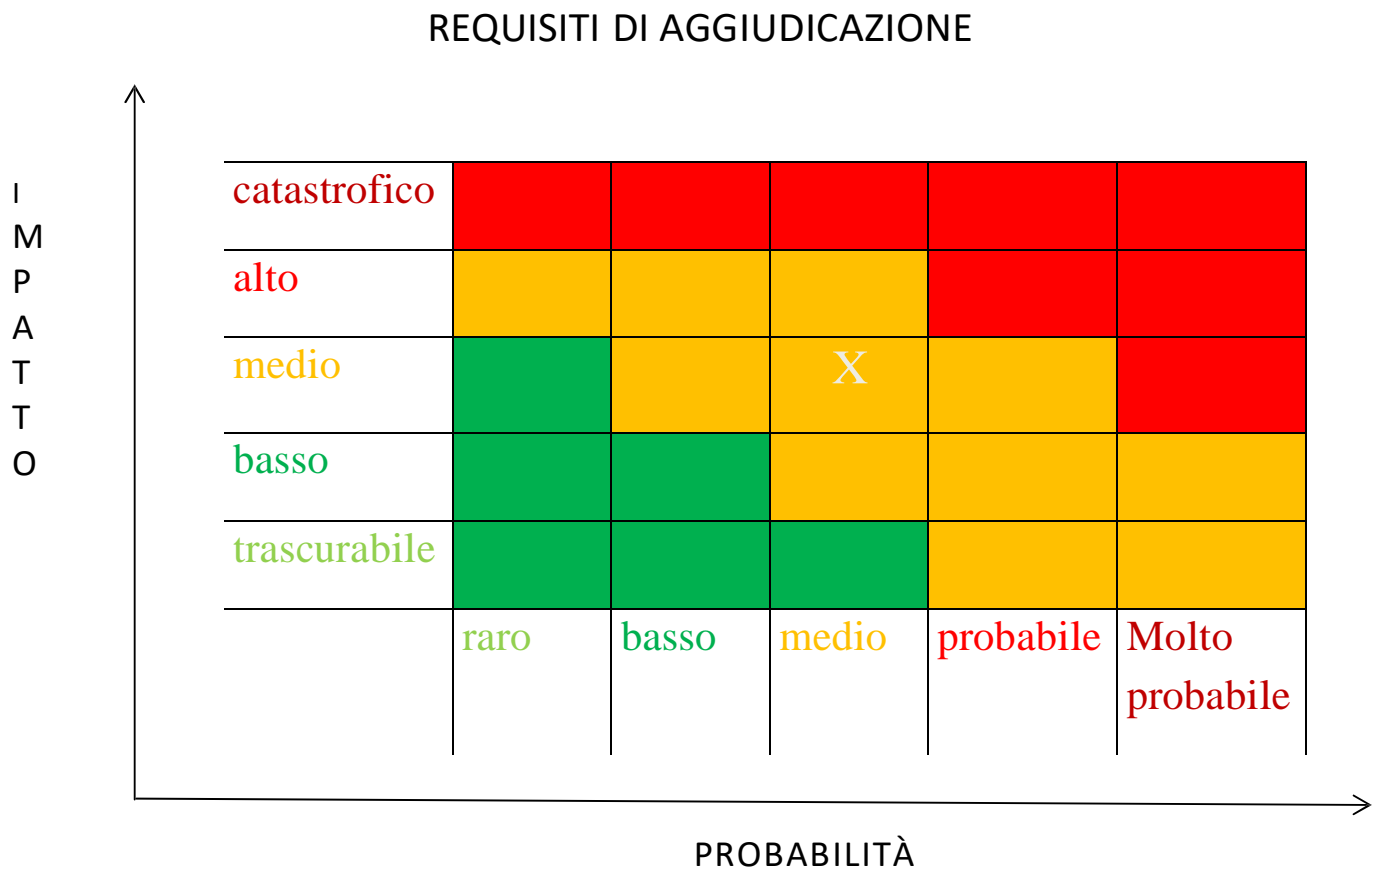 REQUISITI DI AGGIUDICAZIONE
I
M
P
A
T
T
O
catastrofico
alto
medio
X
basso
trascurabile
raro
basso
medio
probabile
Molto
probabile
PROBABILITÀ